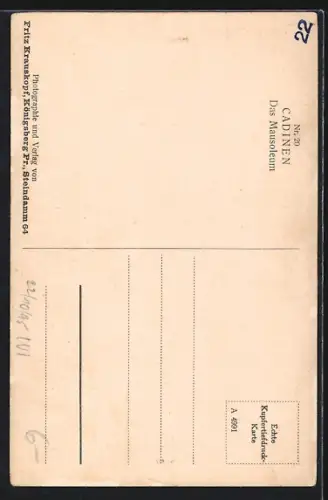 22
Nr. 20
CADINEN
Das Mausoleum
Photographie und Verlag von
Fritz Krauskopf, Königsberg Pr., Steindamm 64
Echte
Kupfertiefdruck-
Karte
A 4991
6-